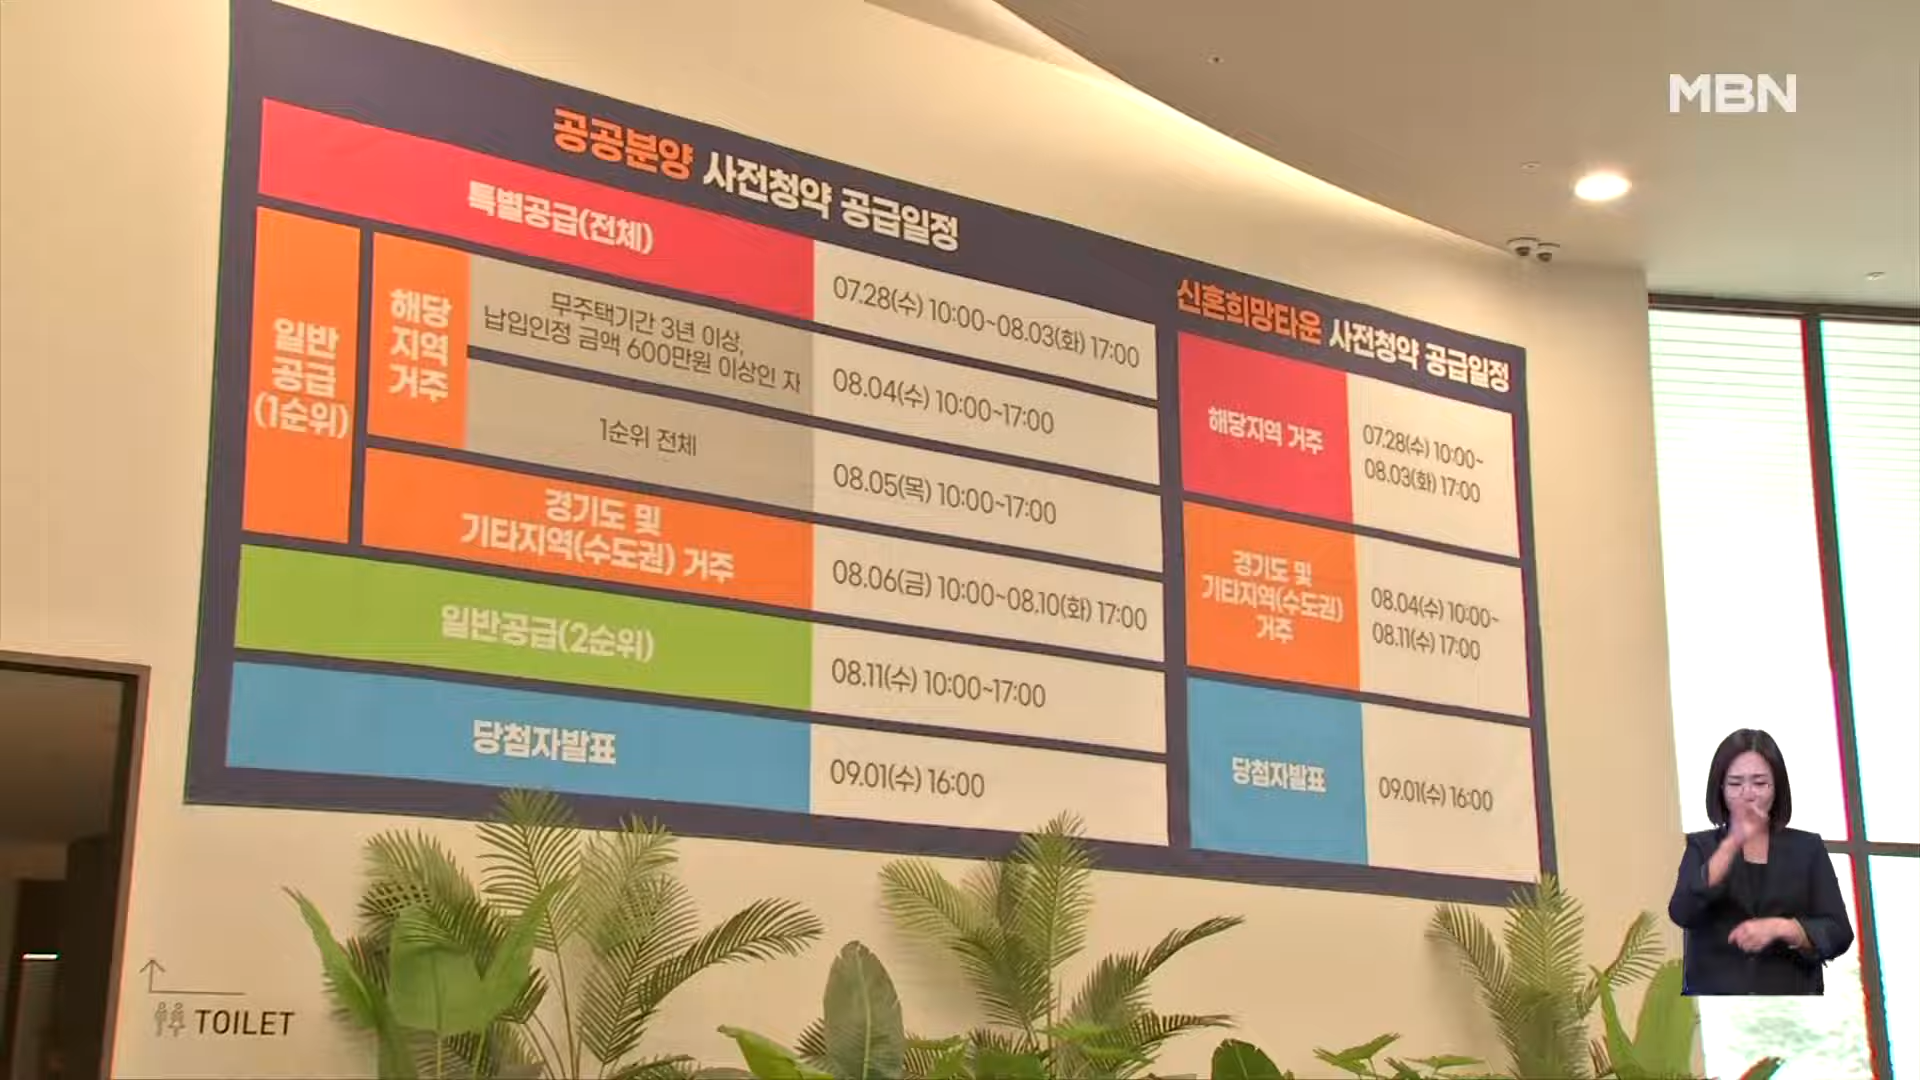 MBN
공공분양 사전청약 공급일정
특별공급(전체)
07.28(수) 10:00~08.03(화) 17:00
일반
공급
(1순위)
해당
지역
거주
무주택기간 3년 이상,
납입인정 금액 600만원 이상인 자
08.04(수) 10:00~17:00
1순위 전체
08.05(목) 10:00~17:00
경기도 및
기타지역(수도권) 거주
08.06(금) 10:00~08.10(화) 17:00
일반공급(2순위)
08.11(수) 10:00~17:00
당첨자발표
09.01(수) 16:00
신혼희망타운 사전청약 공급일정
해당지역 거주
07.28(수) 10:00~
08.03(화) 17:00
경기도 및
기타지역(수도권)
거주
08.04(수) 10:00~
08.11(수) 17:00
당첨자발표
09.01(수) 16:00
TOILET